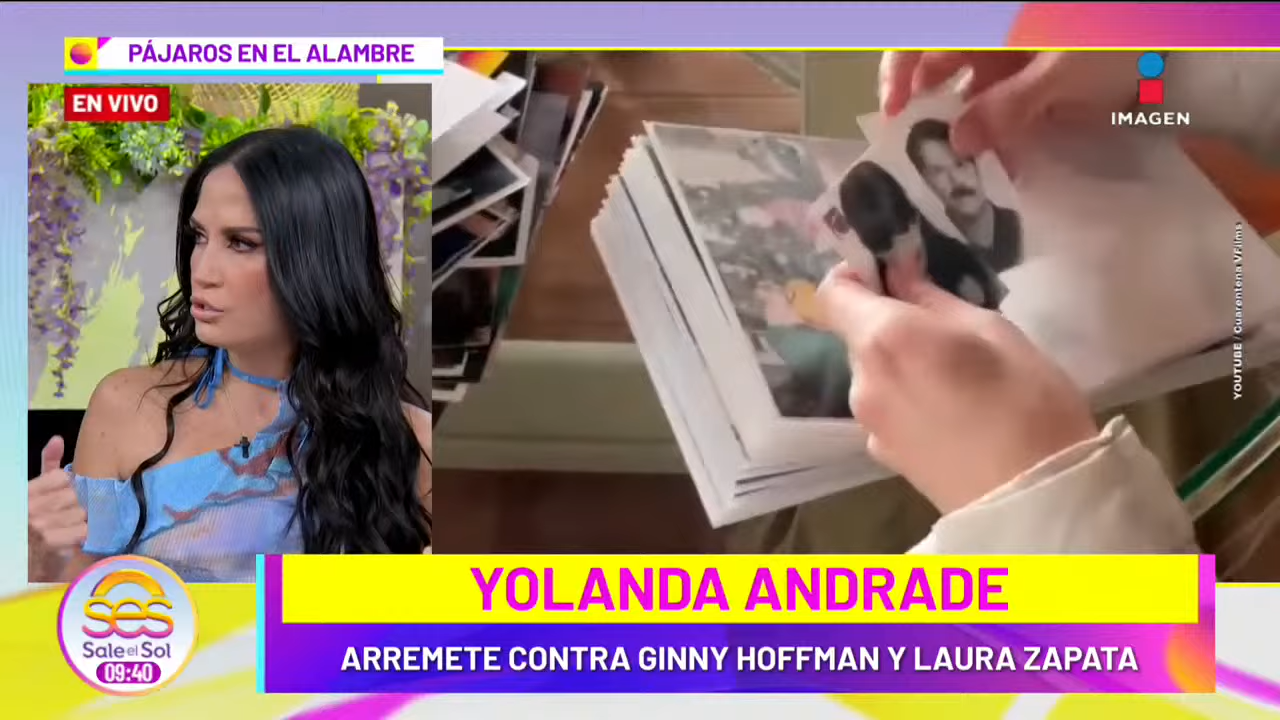 PÁJAROS EN EL ALAMBRE
EN VIVO
IMAGEN
YOUTUBE / Cuarentena VFilms
YOLANDA ANDRADE
ARREMETE CONTRA GINNY HOFFMAN Y LAURA ZAPATA
ses
Sale el Sol
09:40